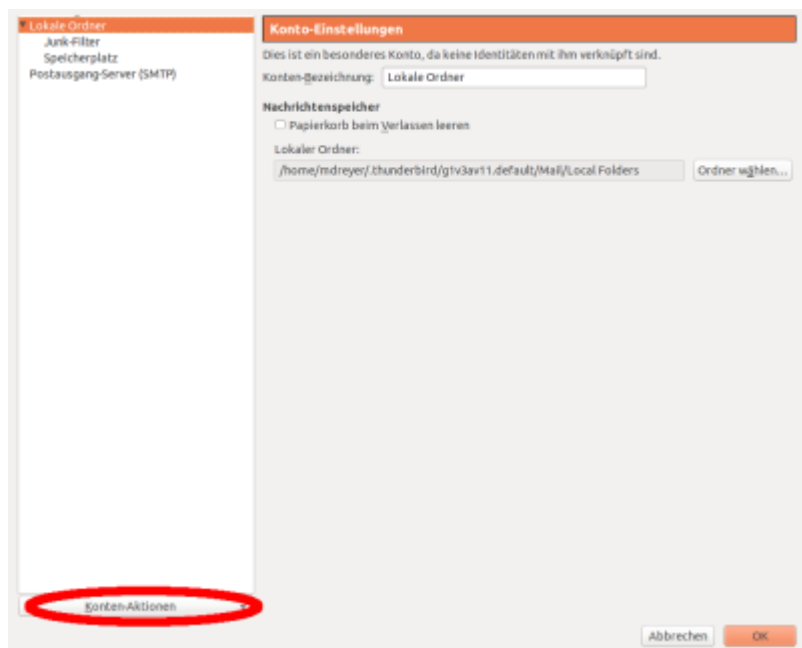 Lokale Ordner
Junk-Filter
Speicherplatz
Postausgang-Server (SMTP)
Konto-Einstellungen
Dies ist ein besonderes Konto, da keine Identitäten mit ihm verknüpft sind.
Konten-Bezeichnung: Lokale Ordner
Nachrichtenspeicher
Papierkorb beim Verlassen leeren
Lokaler Ordner:
/home/mdreyer/.thunderbird/g1v3av11.default/Mail/Local Folders Ordner wählen...
Konten-Aktionen
Abbrechen OK